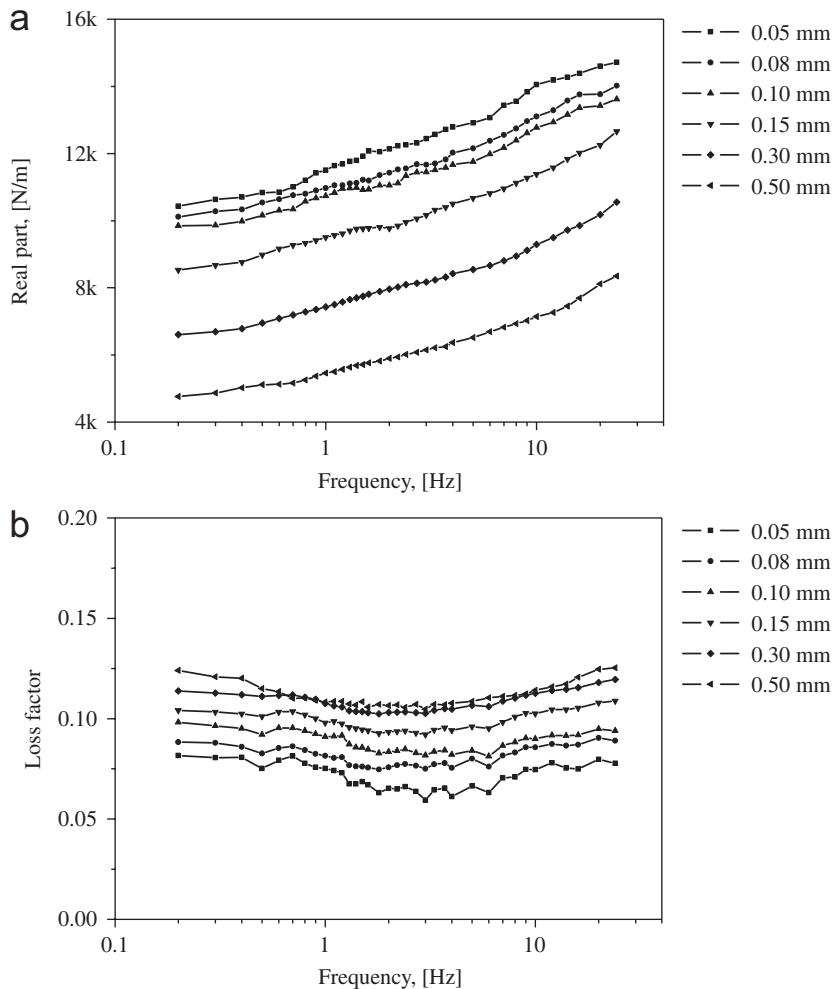 a
16k
12k
8k
4k
Real part, [N/m]
0.1
1
10
Frequency, [Hz]
0.05 mm
0.08 mm
0.10 mm
0.15 mm
0.30 mm
0.50 mm
b
0.20
0.15
0.10
0.05
0.00
Loss factor
0.1
1
10
Frequency, [Hz]
0.05 mm
0.08 mm
0.10 mm
0.15 mm
0.30 mm
0.50 mm